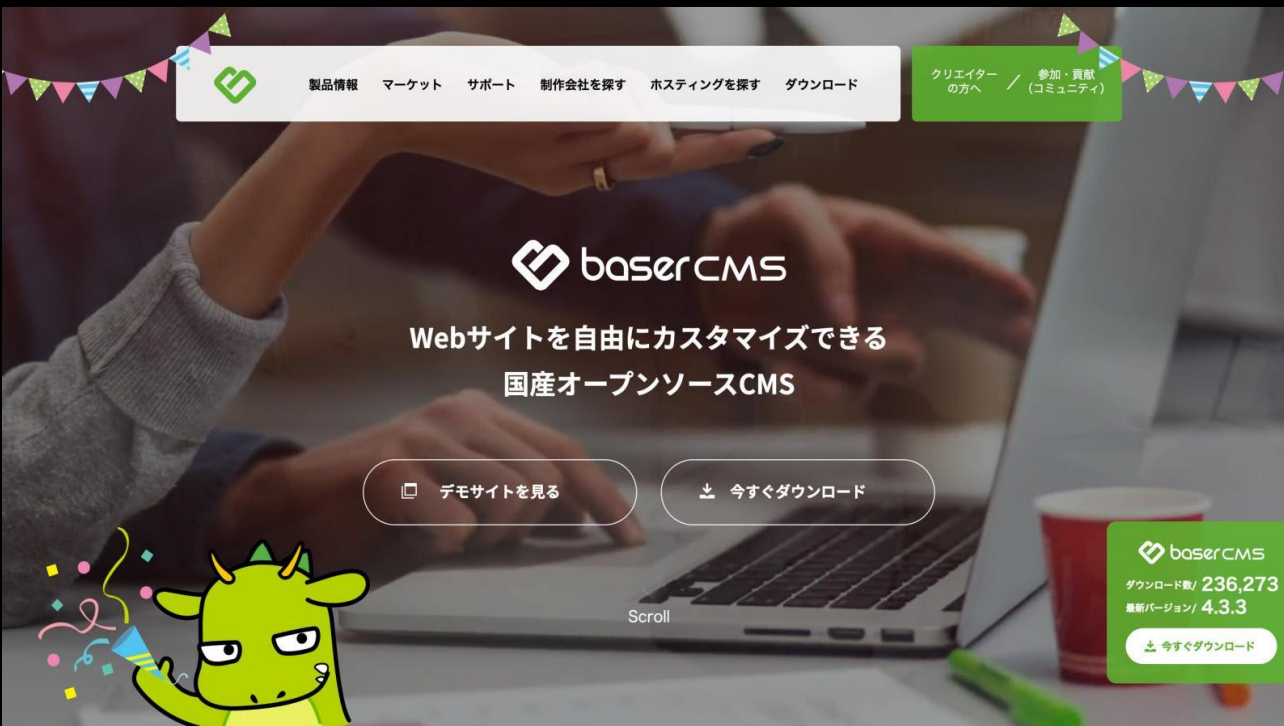 製品情報 マーケット サポート 制作会社を探す ホスティングを探す ダウンロード
クリエイター
の方へ
/
参加・貢献
(コミュニティ)
baserCMS
Webサイトを自由にカスタマイズできる
国産オープンソースCMS
デモサイトを見る
今すぐダウンロード
Scroll
baserCMS
ダウンロード数/ 236,273
最新バージョン/ 4.3.3
今すぐダウンロード